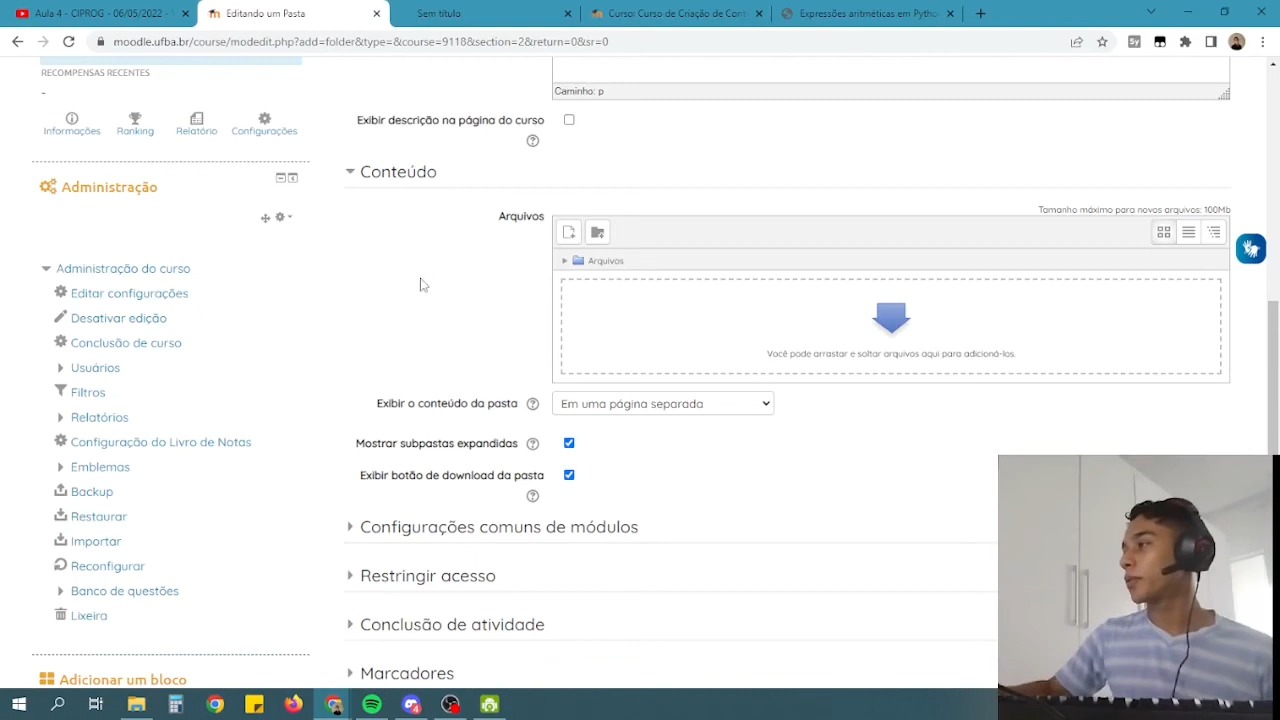 Aula 4 - CIPROG - 06/05/2022 - V
Editando um Pasta
Sem título
Curso: Curso de Criação de Cont
Expressões aritméticas em Python
moodle.ufba.br/course/modedit.php?add=folder&type=&course=9118&section=2&return=0&sr=0
RECOMPENSAS RECENTES
-
Informações
Ranking
Relatório
Configurações
Administração
Administração do curso
Editar configurações
Desativar edição
Conclusão de curso
Usuários
Filtros
Relatórios
Configuração do Livro de Notas
Emblemas
Backup
Restaurar
Importar
Reconfigurar
Banco de questões
Lixeira
Adicionar um bloco
Caminho: p
Exibir descrição na página do curso
Conteúdo
Tamanho máximo para novos arquivos: 100Mb
Arquivos
Arquivos
Você pode arrastar e soltar arquivos aqui para adicioná-los.
Exibir o conteúdo da pasta
Em uma página separada
Mostrar subpastas expandidas
Exibir botão de download da pasta
Configurações comuns de módulos
Restringir acesso
Conclusão de atividade
Marcadores